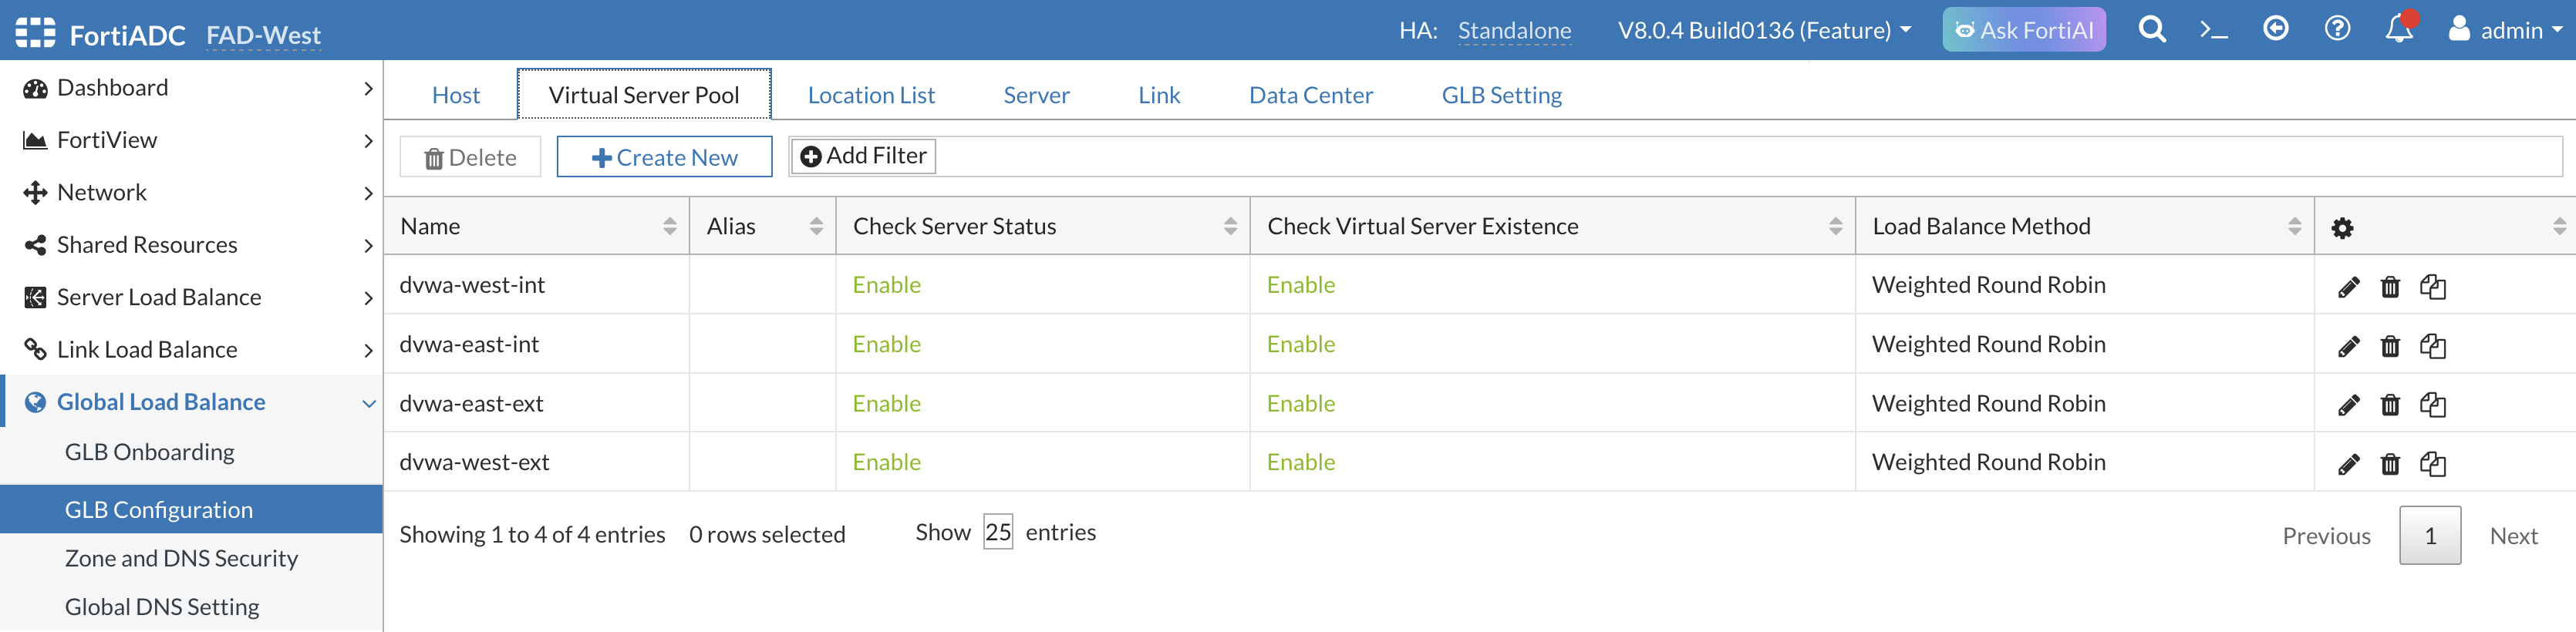 FortiADC FAD-West HA: Standalone V8.0.4 Build0136 (Feature) Ask FortiAI admin
Dashboard
FortiView
Network
Shared Resources
Server Load Balance
Link Load Balance
Global Load Balance
GLB Onboarding
GLB Configuration
Zone and DNS Security
Global DNS Setting
Host Virtual Server Pool Location List Server Link Data Center GLB Setting
Delete Create New Add Filter
Name Alias Check Server Status Check Virtual Server Existence Load Balance Method
dvwa-west-int Enable Enable Weighted Round Robin
dvwa-east-int Enable Enable Weighted Round Robin
dvwa-east-ext Enable Enable Weighted Round Robin
dvwa-west-ext Enable Enable Weighted Round Robin
Showing 1 to 4 of 4 entries 0 rows selected Show 25 entries Previous 1 Next